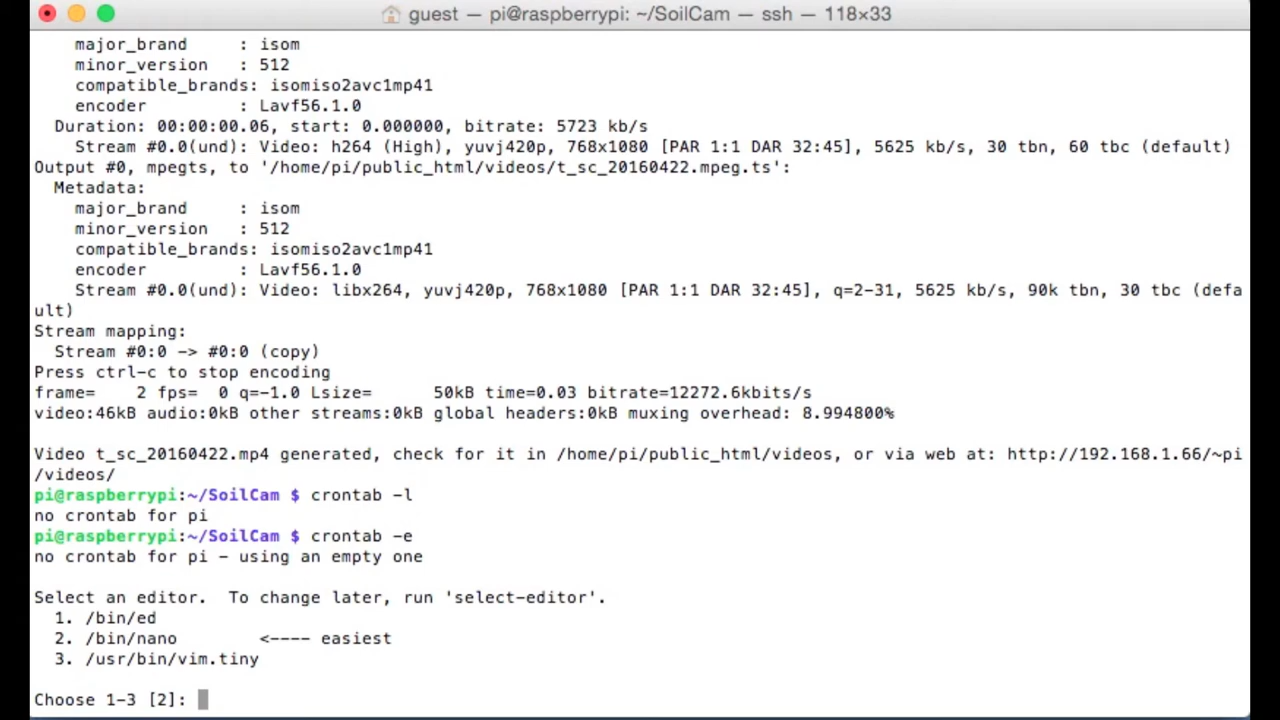 guest — pi@raspberrypi: ~/SoilCam — ssh — 118×33
major_brand     : isom
minor_version   : 512
compatible_brands: isomiso2avc1mp41
encoder         : Lavf56.1.0
Duration: 00:00:00.06, start: 0.000000, bitrate: 5723 kb/s
Stream #0.0(und): Video: h264 (High), yuvj420p, 768x1080 [PAR 1:1 DAR 32:45], 5625 kb/s, 30 tbn, 60 tbc (default)
Output #0, mpegts, to '/home/pi/public_html/videos/t_sc_20160422.mpeg.ts':
Metadata:
major_brand     : isom
minor_version   : 512
compatible_brands: isomiso2avc1mp41
encoder         : Lavf56.1.0
Stream #0.0(und): Video: libx264, yuvj420p, 768x1080 [PAR 1:1 DAR 32:45], q=2-31, 5625 kb/s, 90k tbn, 30 tbc (defa
ult)
Stream mapping:
Stream #0:0 -> #0:0 (copy)
Press ctrl-c to stop encoding
frame=    2 fps=  0 q=-1.0 Lsize=      50kB time=0.03 bitrate=12272.6kbits/s
video:46kB audio:0kB other streams:0kB global headers:0kB muxing overhead: 8.994800%
Video t_sc_20160422.mp4 generated, check for it in /home/pi/public_html/videos, or via web at: http://192.168.1.66/~pi
/videos/
pi@raspberrypi:~/SoilCam $ crontab -l
no crontab for pi
pi@raspberrypi:~/SoilCam $ crontab -e
no crontab for pi - using an empty one
Select an editor.  To change later, run 'select-editor'.
1. /bin/ed
2. /bin/nano        <---- easiest
3. /usr/bin/vim.tiny
Choose 1-3 [2]: